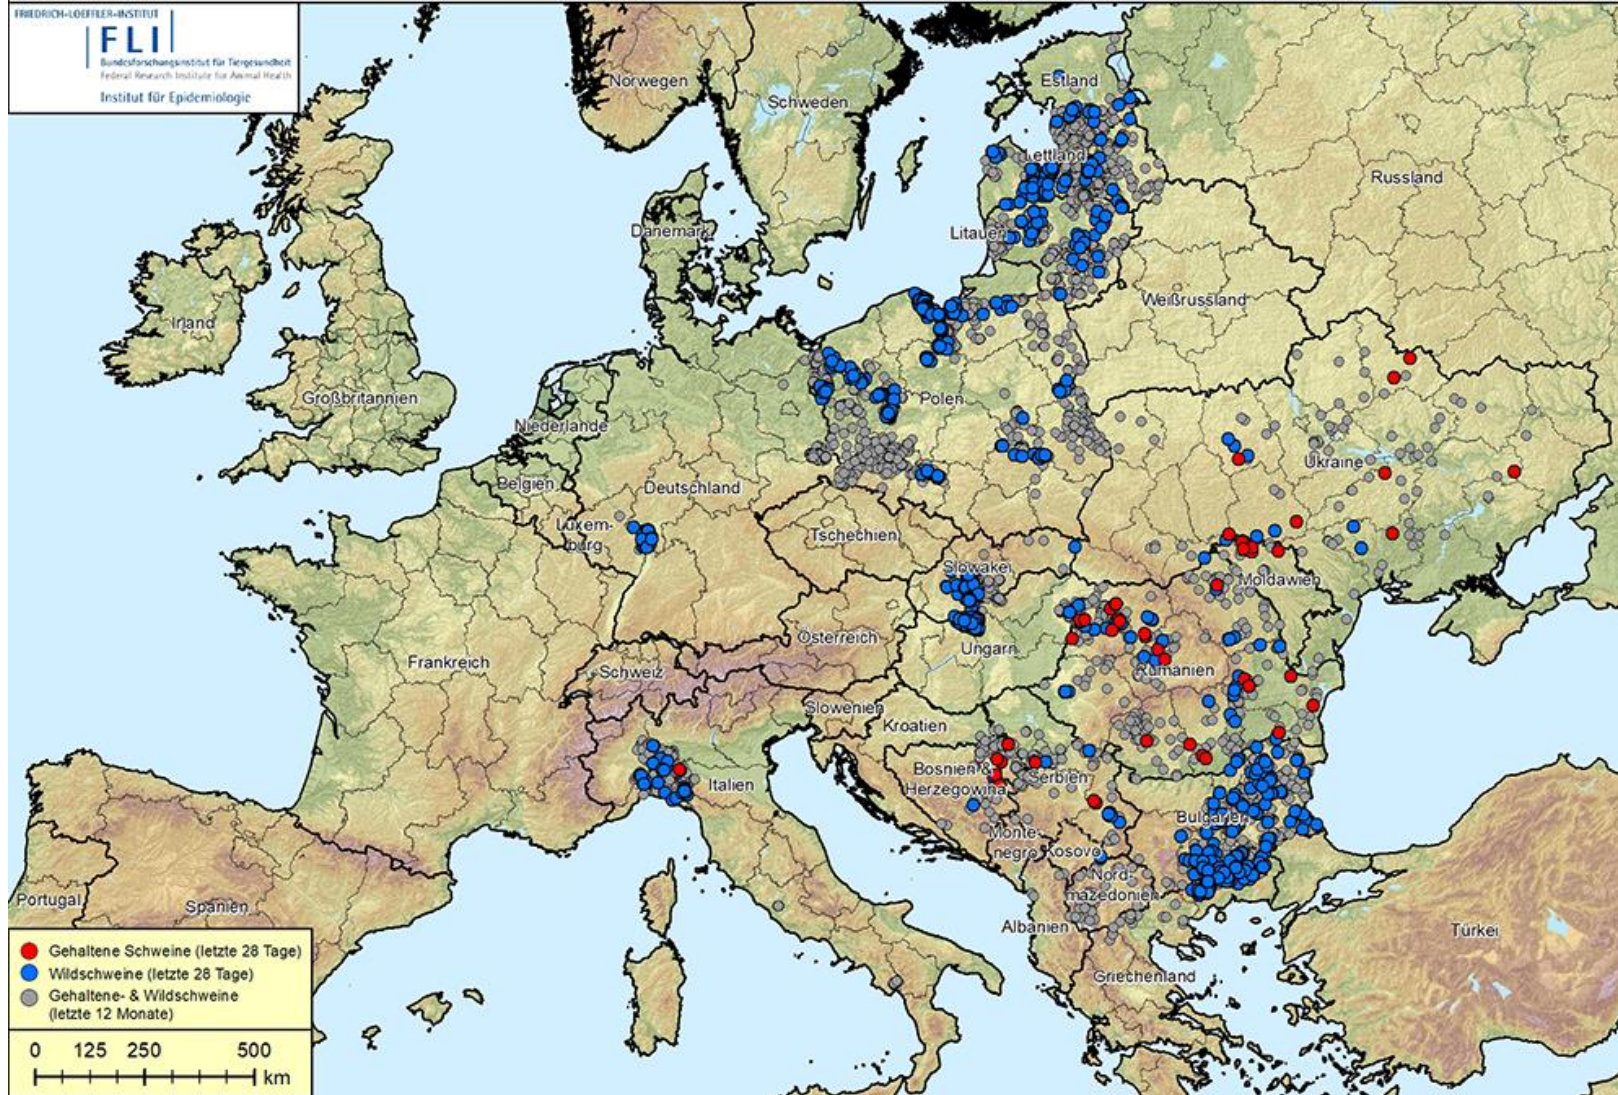 FRIEDRICH-LOEFFLER-INSTITUT
FLI
Bundesforschungsinstitut für Tiergesundheit
Federal Research Institute for Animal Health
Institut für Epidemiologie
Norwegen
Schweden
Estland
Lettland
Russland
Dänemark
Litauen
Weißrussland
Irland
Großbritannien
Niederlande
Polen
Ukraine
Belgien
Deutschland
Luxem-
burg
Tschechien
Slowakei
Moldawien
Österreich
Ungarn
Frankreich
Schweiz
Rumänien
Slowenien
Kroatien
Italien
Bosnien &
Herzegowina
Serbien
Monte-
negro
Kosovo
Bulgarien
Nord-
mazedonien
Portugal
Spanien
Albanien
Türkei
Griechenland
Gehaltene Schweine (letzte 28 Tage)
Wildschweine (letzte 28 Tage)
Gehaltene- & Wildschweine
(letzte 12 Monate)
0 125 250 500
km